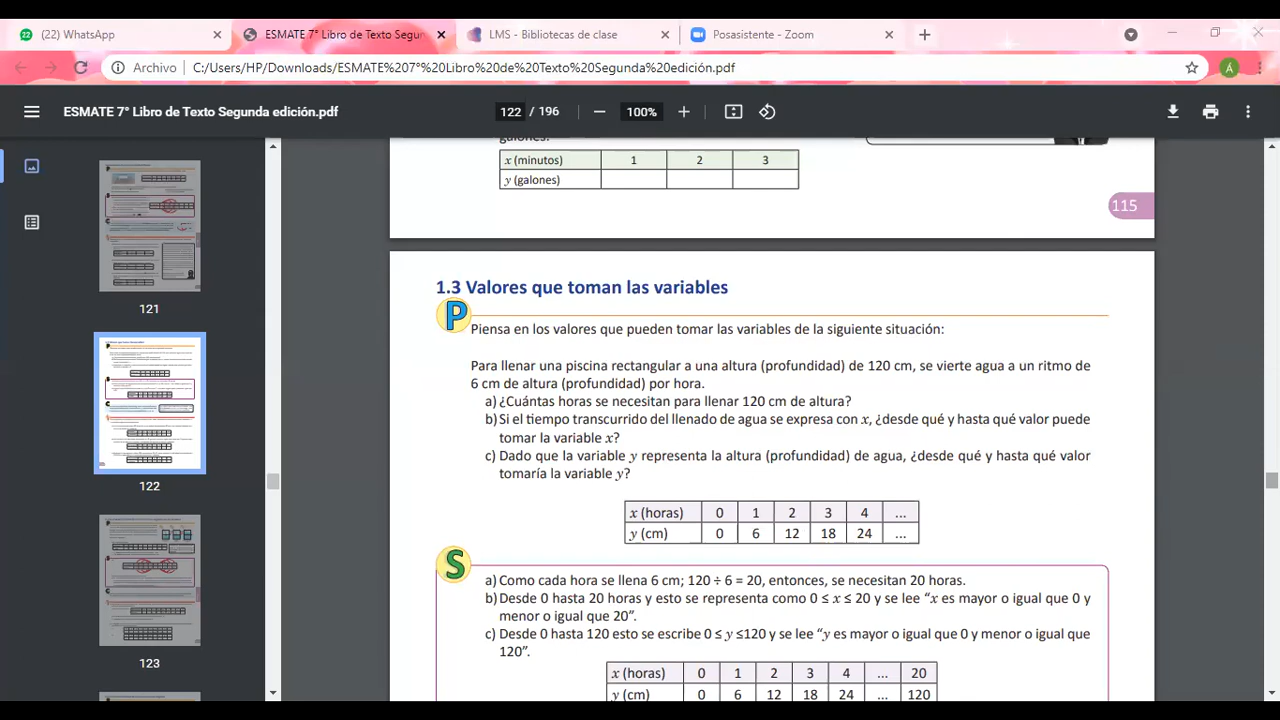 22 (22) WhatsApp
ESMATE 7° Libro de Texto Segun
LMS - Bibliotecas de clase
Posasistente - Zoom
Archivo C:/Users/HP/Downloads/ESMATE%207°%20Libro%20de%20Texto%20Segunda%20edición.pdf
Á
ESMATE 7° Libro de Texto Segunda edición.pdf
122 / 196
100%
121
122
123
galones.
x (minutos) 1 2 3
y (galones)
115
1.3 Valores que toman las variables
P
Piensa en los valores que pueden tomar las variables de la siguiente situación:
Para llenar una piscina rectangular a una altura (profundidad) de 120 cm, se vierte agua a un ritmo de
6 cm de altura (profundidad) por hora.
a) ¿Cuántas horas se necesitan para llenar 120 cm de altura?
b) Si el tiempo transcurrido del llenado de agua se expresa con x, ¿desde qué y hasta qué valor puede
tomar la variable x?
c) Dado que la variable y representa la altura (profundidad) de agua, ¿desde qué y hasta qué valor
tomaría la variable y?
x (horas) 0 1 2 3 4 ...
y (cm) 0 6 12 18 24 ...
S
a) Como cada hora se llena 6 cm; 120 ÷ 6 = 20, entonces, se necesitan 20 horas.
b) Desde 0 hasta 20 horas y esto se representa como 0 ≤ x ≤ 20 y se lee “x es mayor o igual que 0 y
menor o igual que 20”.
c) Desde 0 hasta 120 esto se escribe 0 ≤ y ≤120 y se lee “y es mayor o igual que 0 y menor o igual que
120”.
x (horas) 0 1 2 3 4 ... 20
y (cm) 0 6 12 18 24 ... 120